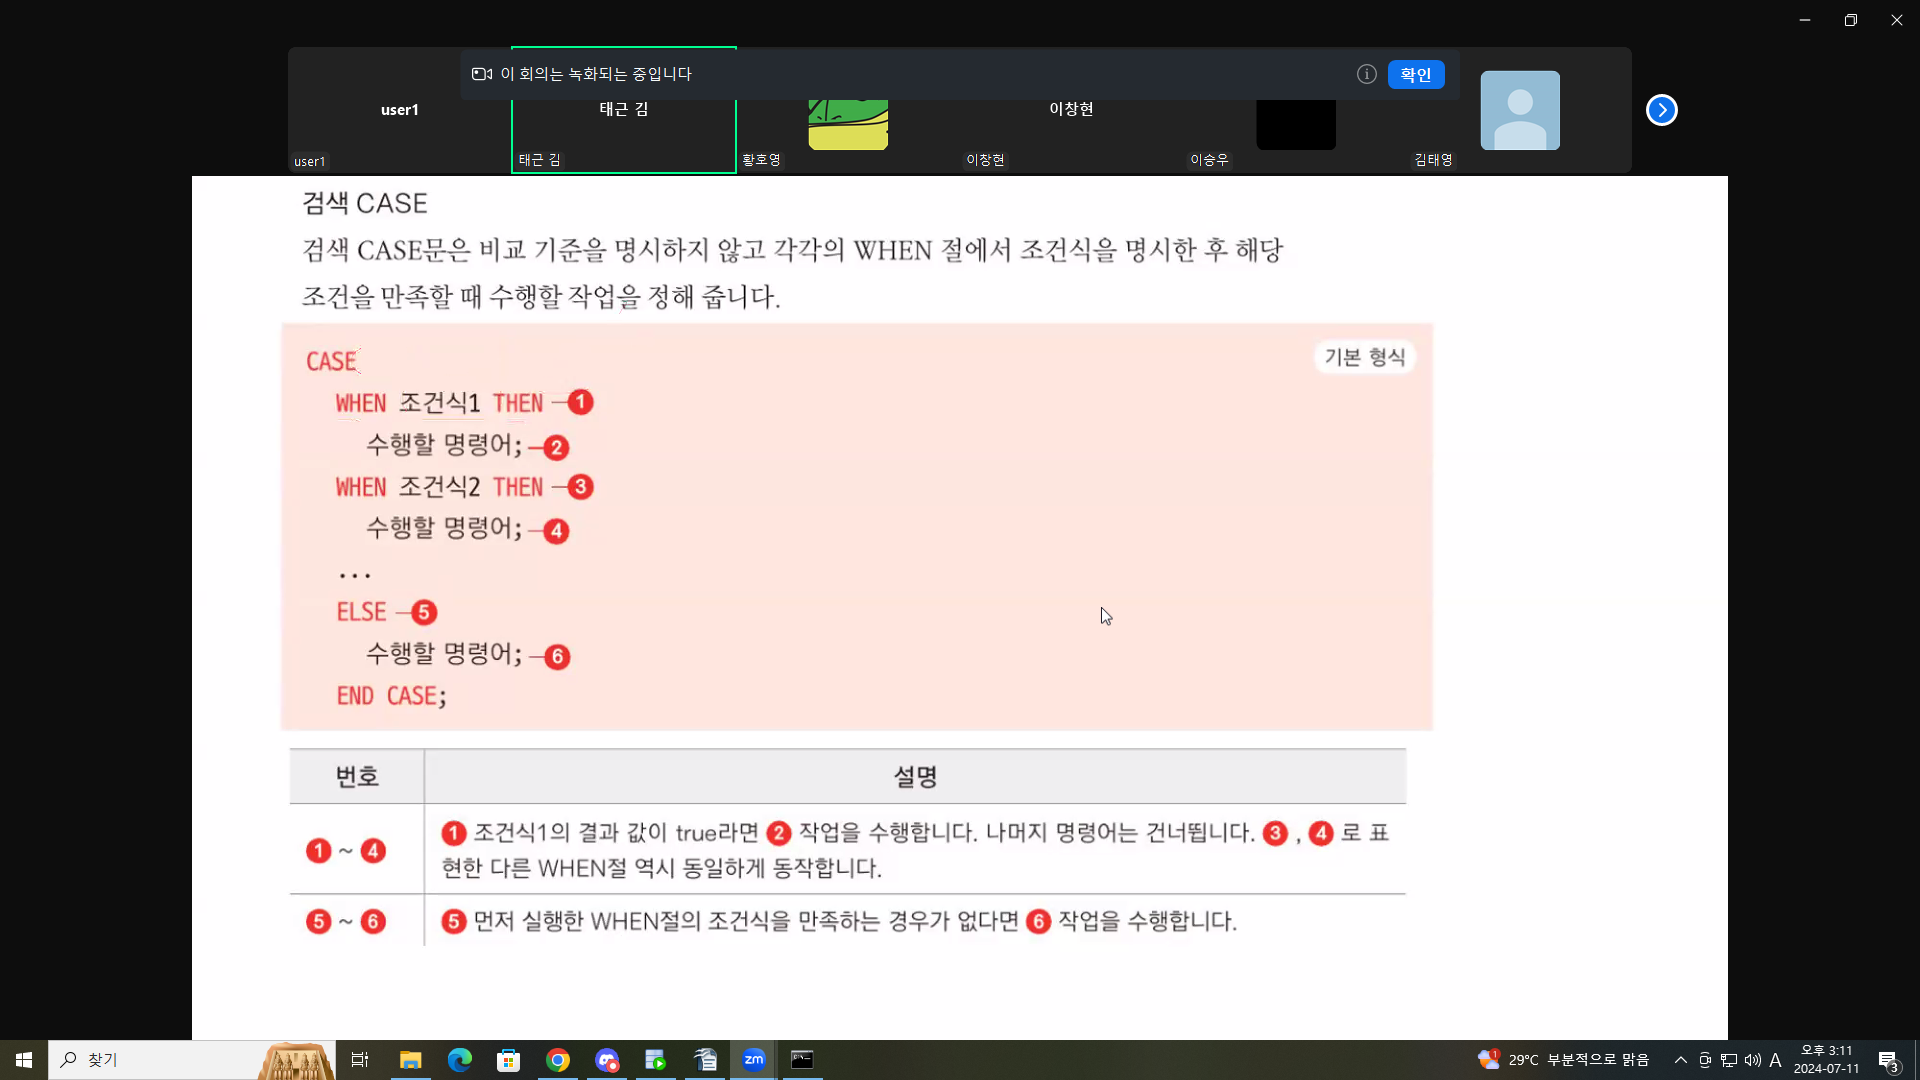 이 회의는 녹화되는 중입니다
확인
user1
태근 김
이창현
user1
태근 김
황호영
이창현
이승우
김태영
검색 CASE
검색 CASE문은 비교 기준을 명시하지 않고 각각의 WHEN 절에서 조건식을 명시한 후 해당
조건을 만족할 때 수행할 작업을 정해 줍니다.
기본 형식
CASE
WHEN 조건식1 THEN 1
수행할 명령어; 2
WHEN 조건식2 THEN 3
수행할 명령어; 4
...
ELSE 5
수행할 명령어; 6
END CASE;
번호 설명
1 ~ 4 1 조건식1의 결과 값이 true라면 2 작업을 수행합니다. 나머지 명령어는 건너뜁니다. 3 , 4 로 표
현한 다른 WHEN절 역시 동일하게 동작합니다.
5 ~ 6 5 먼저 실행한 WHEN절의 조건식을 만족하는 경우가 없다면 6 작업을 수행합니다.
찾기
zm
1
29°C 부분적으로 맑음
A
오후 3:11
2024-07-11
3